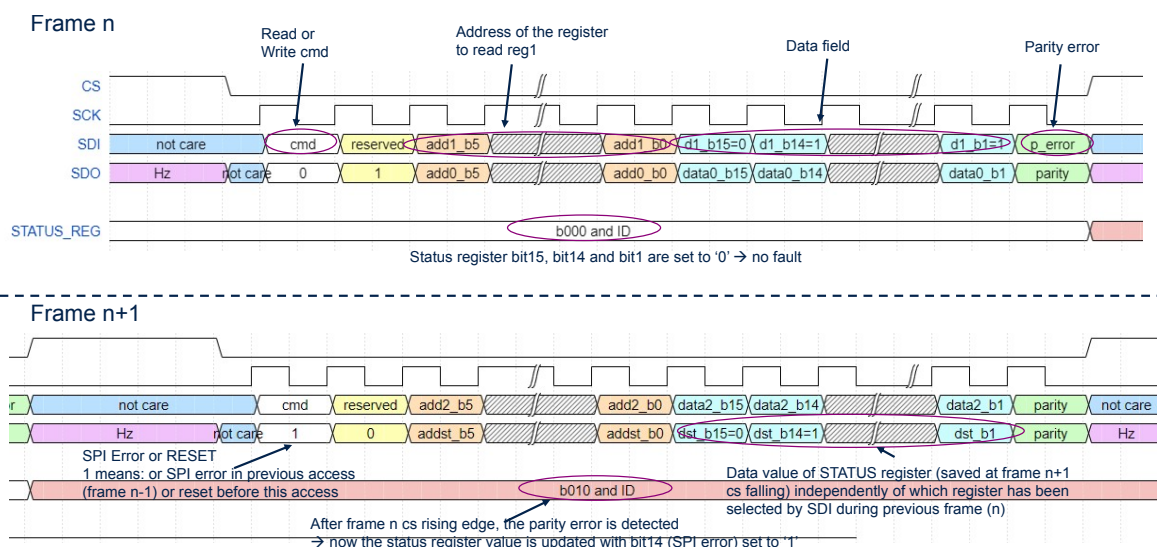 Frame n
Read or
Write cmd
Address of the register
to read reg1
Data field
Parity error
CS
SCK
SDI
not care
cmd
reserved
add1_b5
add1_b0
d1_b15=0
d1_b14=1
d1_b1=1
p_error
SDO
Hz
not care
0
1
add0_b5
add0_b0
data0_b15
data0_b14
data0_b1
parity
STATUS_REG
b000 and ID
Status register bit15, bit14 and bit1 are set to ‘0’ → no fault
Frame n+1
not care
cmd
reserved
add2_b5
add2_b0
data2_b15
data2_b14
data2_b1
parity
not care
Hz
not care
1
0
addst_b5
addst_b0
dst_b15=0
dst_b14=1
dst_b1
parity
Hz
SPI Error or RESET
1 means: or SPI error in previous access
(frame n-1) or reset before this access
Data value of STATUS register (saved at frame n+1
cs falling) independently of which register has been
selected by SDI during previous frame (n)
b010 and ID
After frame n cs rising edge, the parity error is detected
→ now the status register value is updated with bit14 (SPI error) set to ‘1’